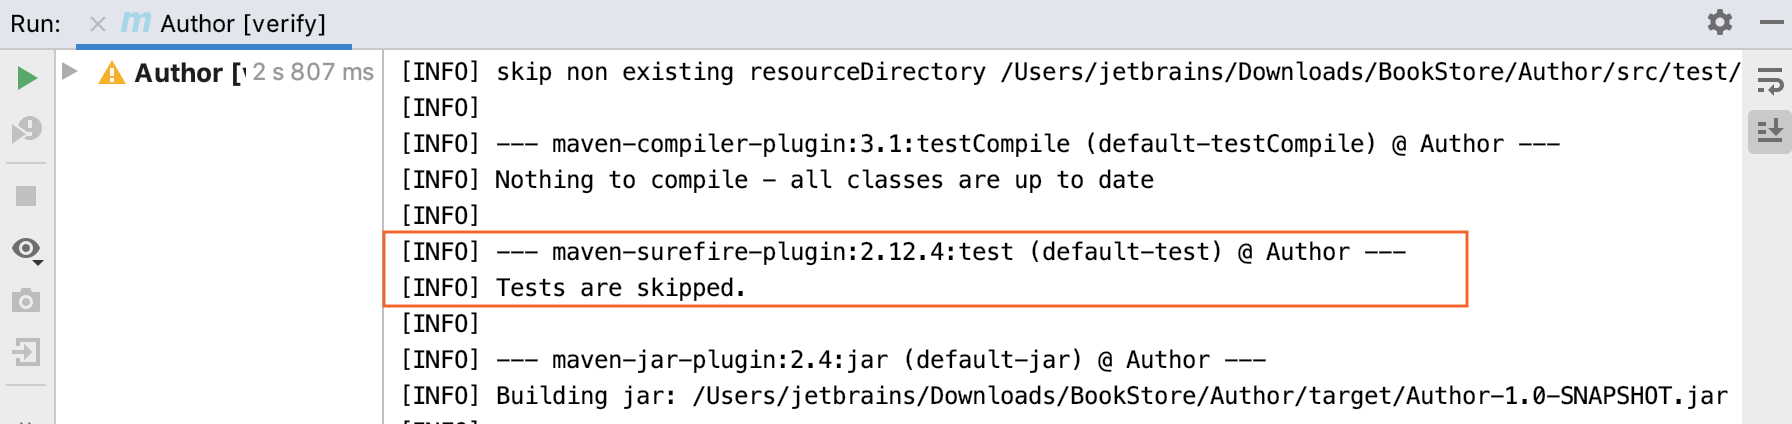 Run: Author [verify]
Author [ 2 s 807 ms
[INFO] skip non existing resourceDirectory /Users/jetbrains/Downloads/BookStore/Author/src/test/
[INFO]
[INFO] --- maven-compiler-plugin:3.1:testCompile (default-testCompile) @ Author ---
[INFO] Nothing to compile - all classes are up to date
[INFO]
[INFO] --- maven-surefire-plugin:2.12.4:test (default-test) @ Author ---
[INFO] Tests are skipped.
[INFO]
[INFO] --- maven-jar-plugin:2.4:jar (default-jar) @ Author ---
[INFO] Building jar: /Users/jetbrains/Downloads/BookStore/Author/target/Author-1.0-SNAPSHOT.jar
[INFO]